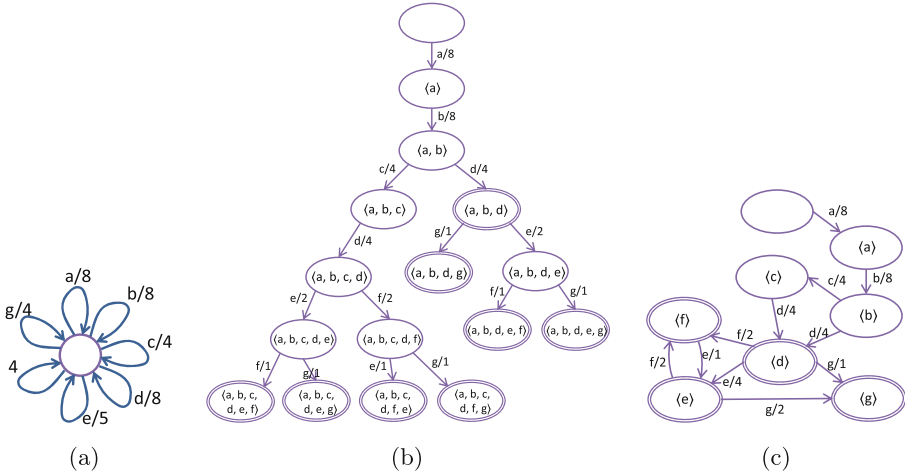 a/8
b/8
c/4
d/8
e/5
4
g/4
(a)
a/8
⟨a⟩
b/8
⟨a, b⟩
c/4
d/4
⟨a, b, c⟩
⟨a, b, d⟩
d/4
g/1
e/2
⟨a, b, c, d⟩
⟨a, b, d, g⟩
⟨a, b, d, e⟩
e/2
f/2
f/1
g/1
⟨a, b, c, d, e⟩
⟨a, b, c, d, f⟩
⟨a, b, d, e, f⟩
⟨a, b, d, e, g⟩
f/1
g/1
e/1
g/1
⟨a, b, c,
d, e, f⟩
⟨a, b, c,
d, e, g⟩
⟨a, b, c,
d, f, e⟩
⟨a, b, c,
d, f, g⟩
(b)
a/8
⟨a⟩
b/8
⟨c⟩
c/4
⟨b⟩
d/4
d/4
⟨f⟩
f/2
⟨d⟩
f/2
e/1
e/4
g/1
⟨e⟩
g/2
⟨g⟩
(c)